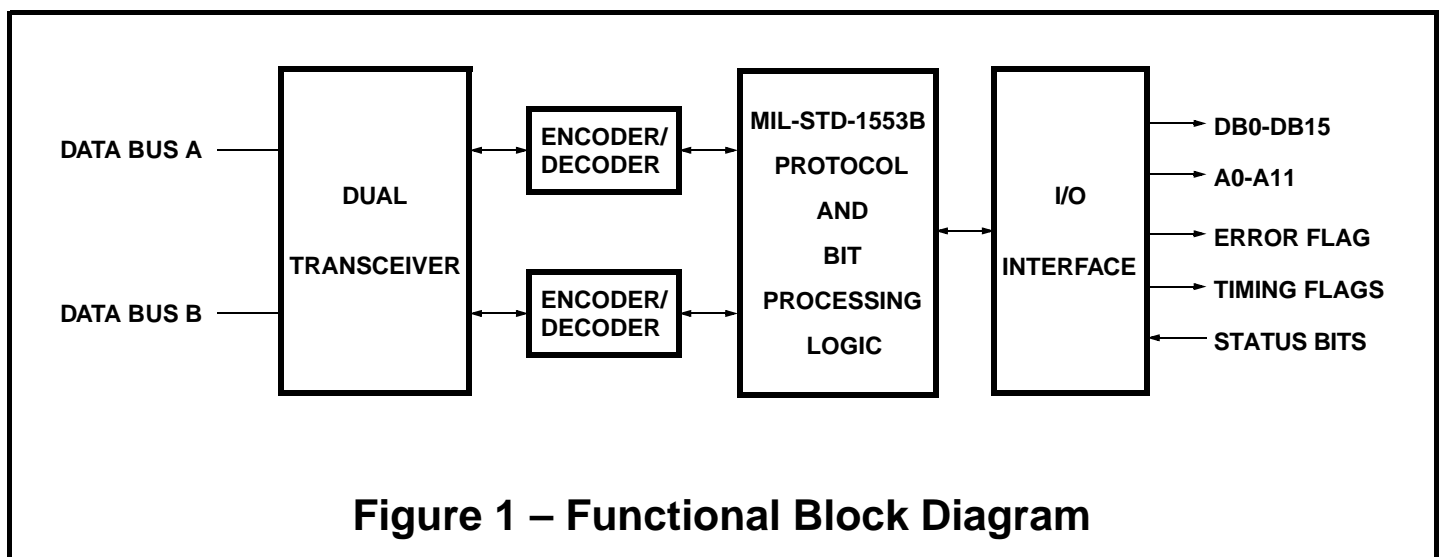 DATA BUS A
DATA BUS B
DUAL
TRANSCEIVER
ENCODER/
DECODER
ENCODER/
DECODER
MIL-STD-1553B
PROTOCOL
AND
BIT
PROCESSING
LOGIC
I/O
INTERFACE
DB0-DB15
A0-A11
ERROR FLAG
TIMING FLAGS
STATUS BITS
Figure 1 – Functional Block Diagram